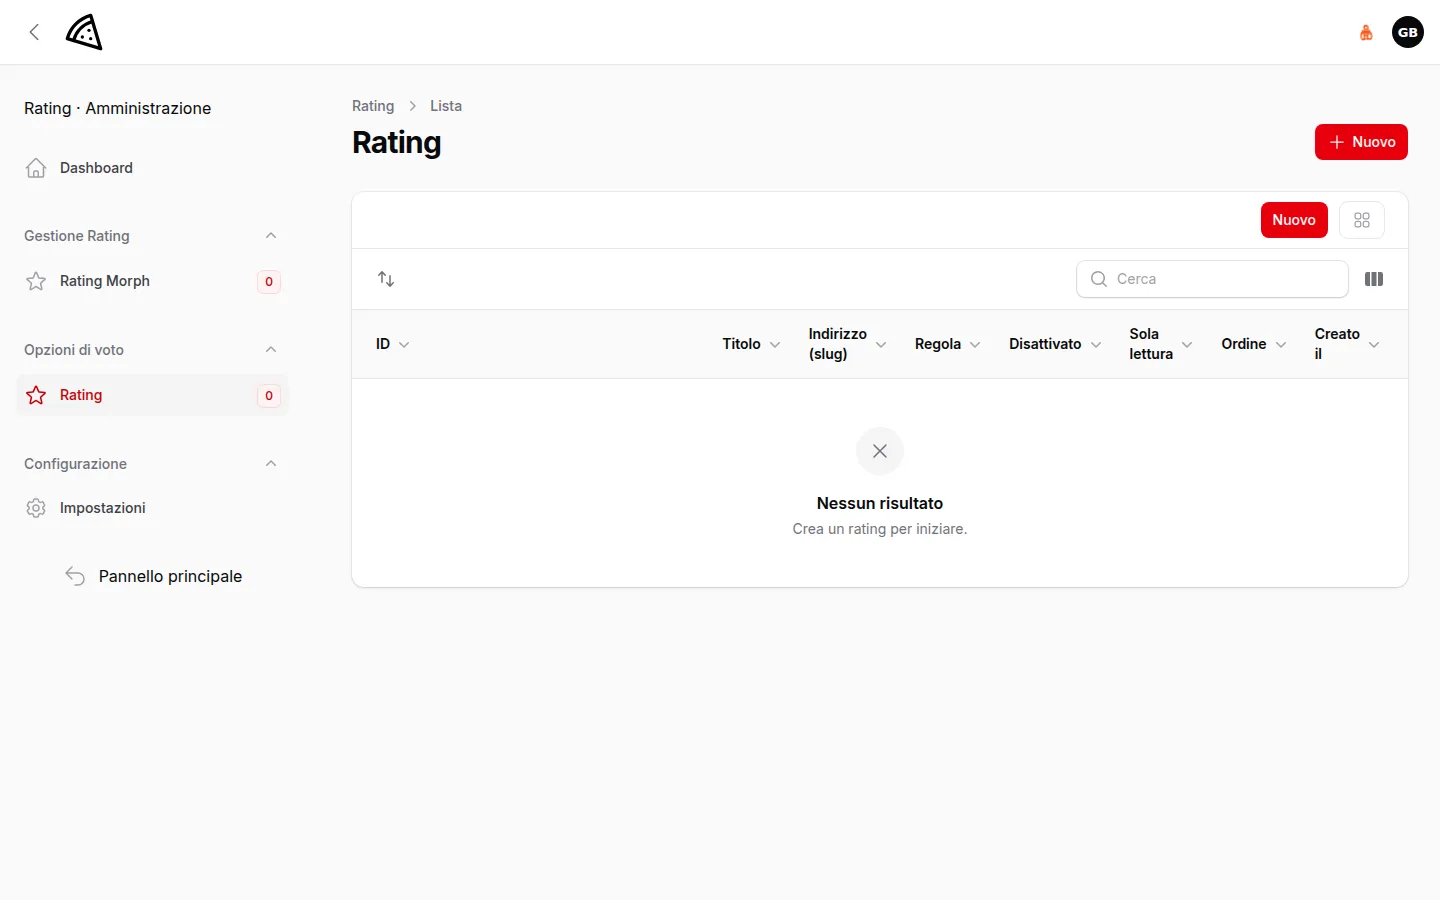 GB
Rating · Amministrazione
Dashboard
Gestione Rating
Rating Morph
0
Opzioni di voto
Rating
0
Configurazione
Impostazioni
Pannello principale
Rating
Lista
Rating
Nuovo
Nuovo
Cerca
ID
Titolo
Indirizzo
(slug)
Regola
Disattivato
Sola
lettura
Ordine
Creato
il
Nessun risultato
Crea un rating per iniziare.